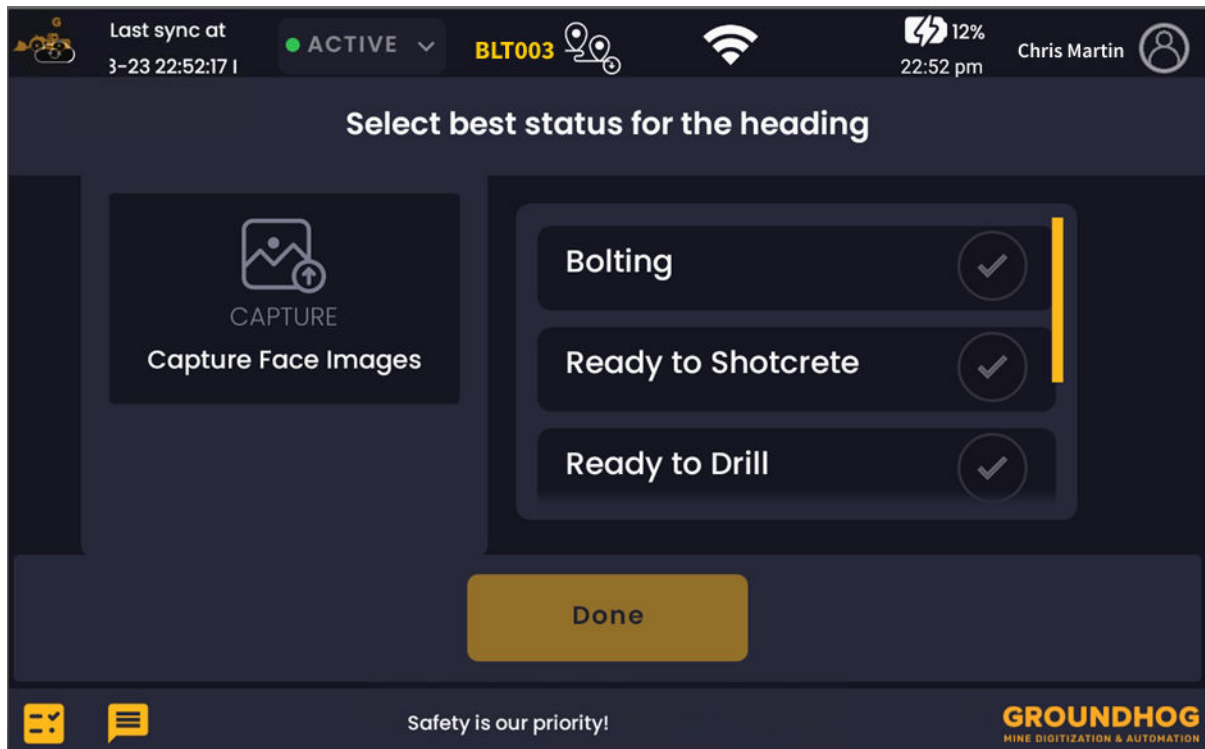 G
Last sync at
3-23 22:52:17 I
ACTIVE
BLT003
12%
22:52 pm
Chris Martin
Select best status for the heading
CAPTURE
Capture Face Images
Bolting
Ready to Shotcrete
Ready to Drill
Done
Safety is our priority!
GROUNDHOG
MINE DIGITIZATION & AUTOMATION